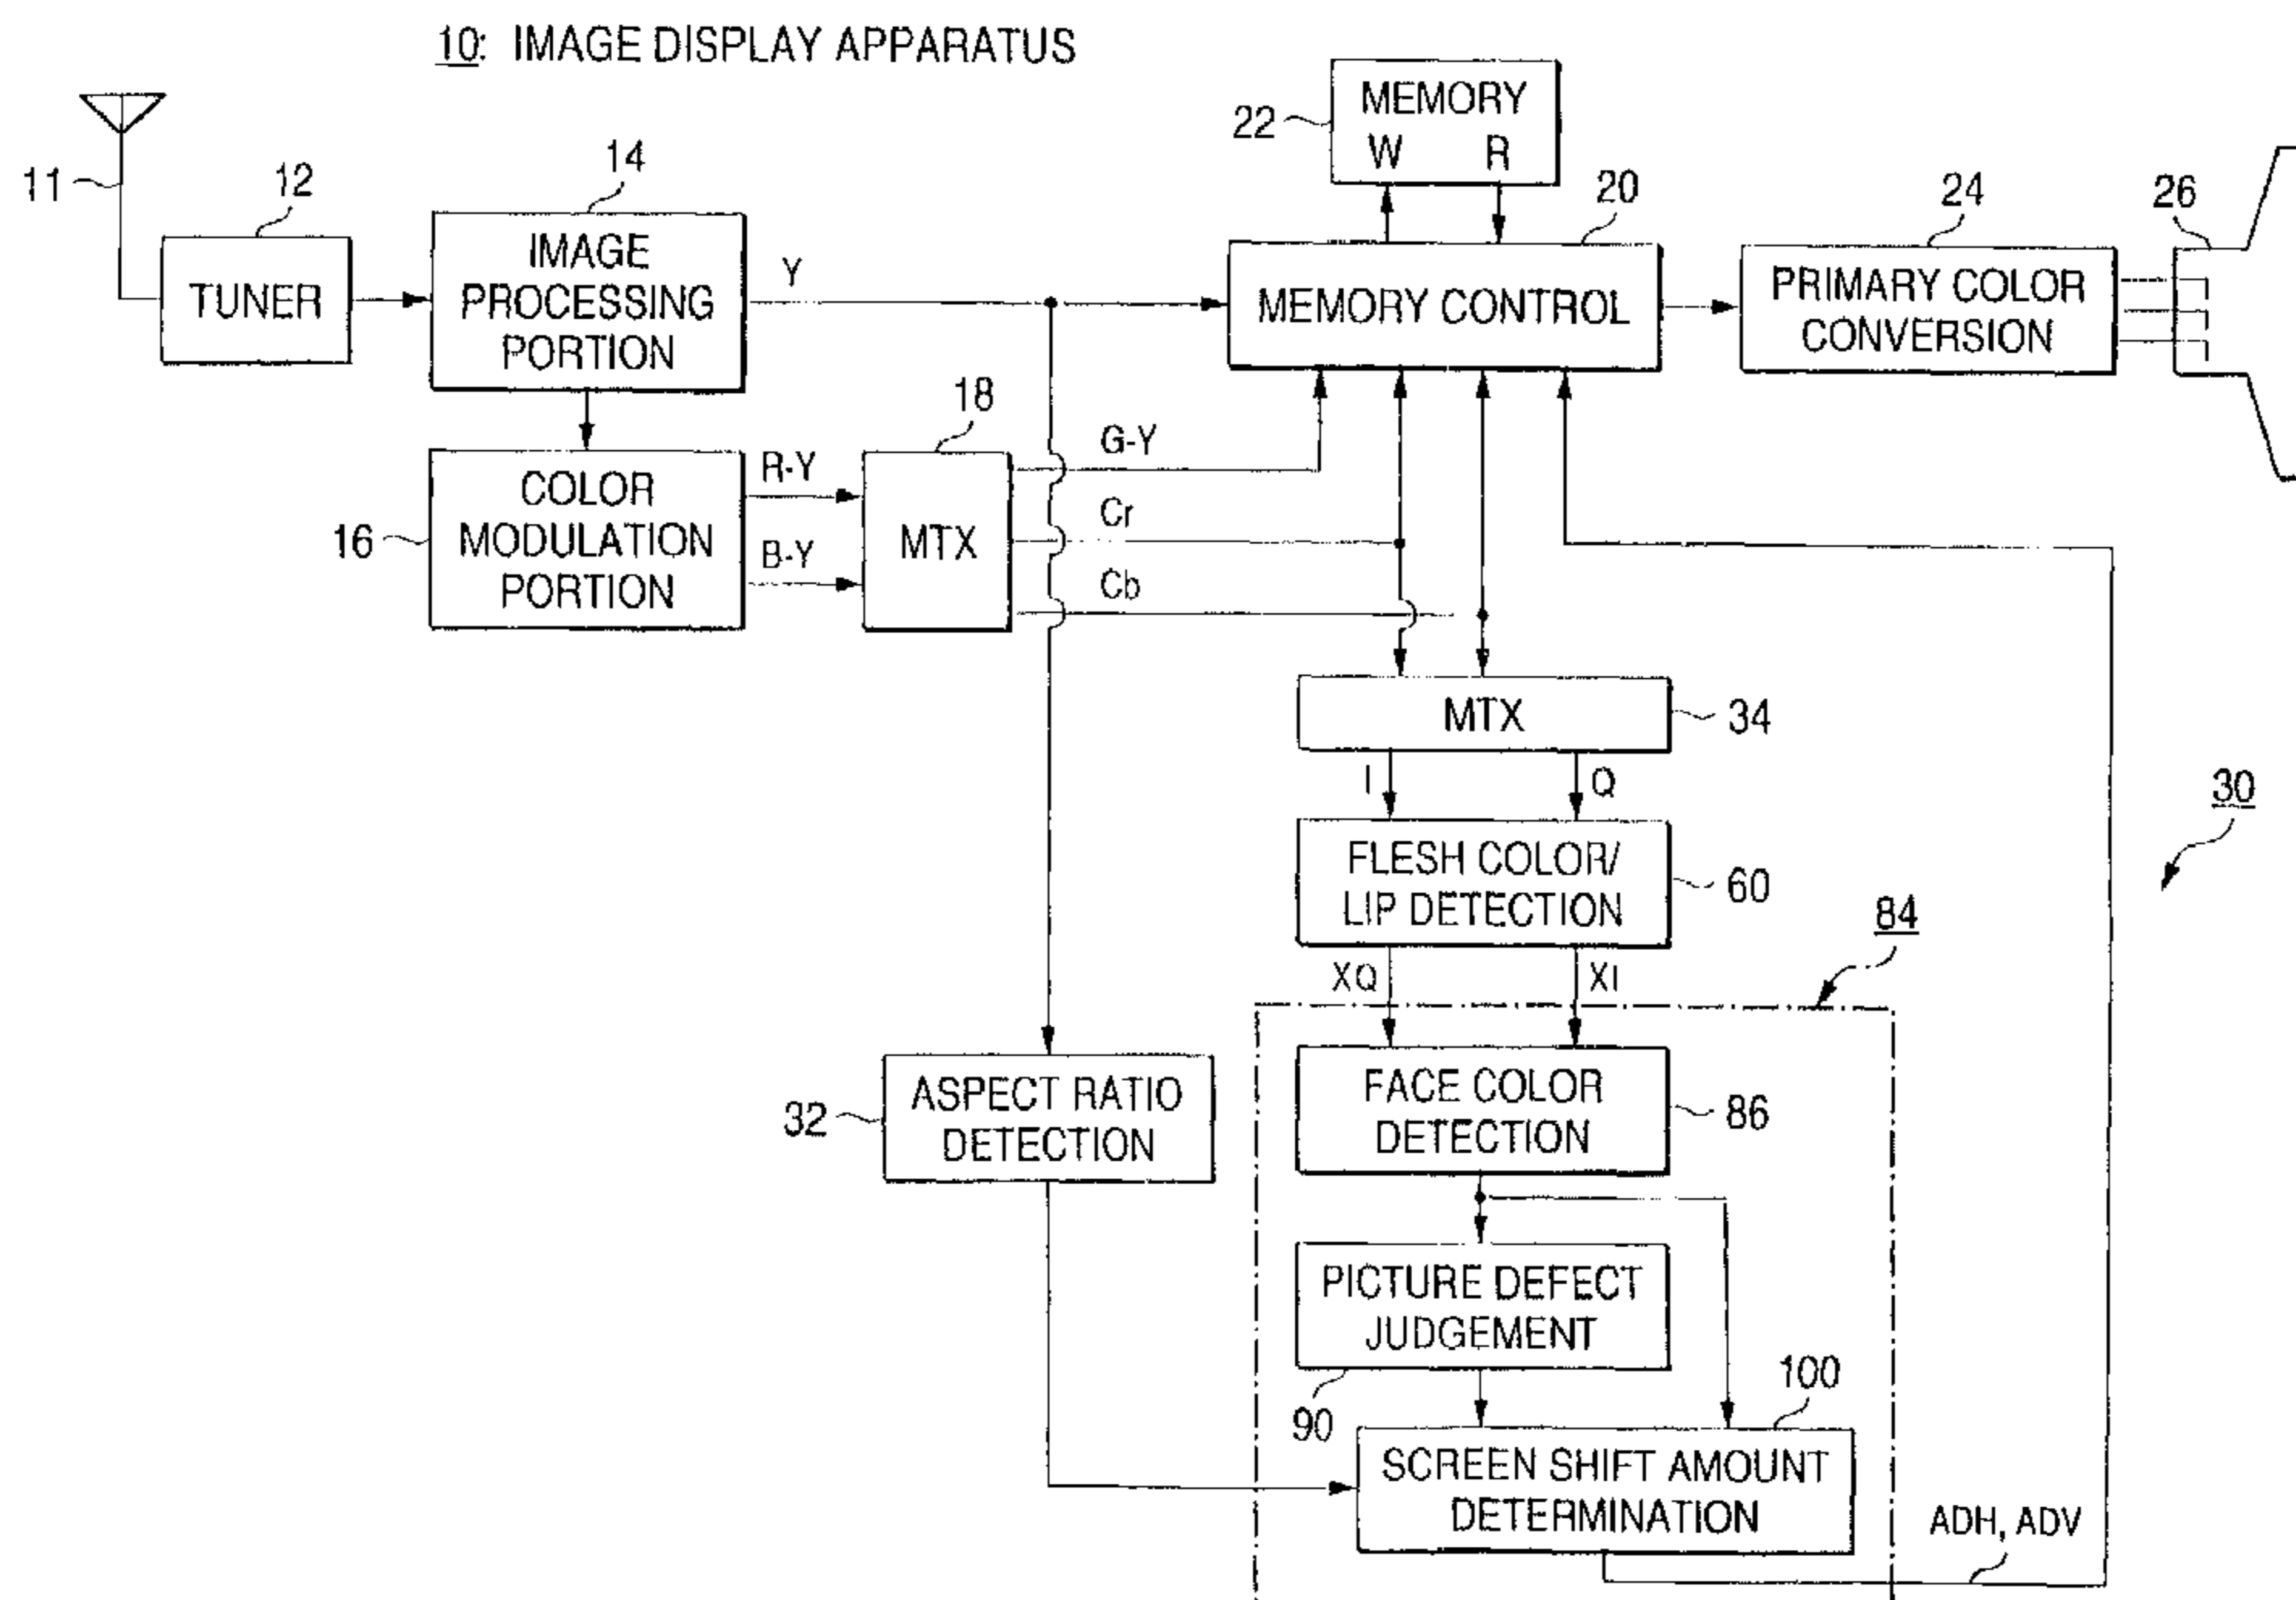 10: IMAGE DISPLAY APPARATUS
11
12
TUNER
14
IMAGE
PROCESSING
PORTION
Y
16
COLOR
MODULATION
PORTION
R-Y
B-Y
18
MTX
G-Y
Cr
Cb
22
MEMORY
W R
20
MEMORY CONTROL
24
PRIMARY COLOR
CONVERSION
26
MTX
34
I
Q
FLESH COLOR/
LIP DETECTION
60
30
84
XQ
XI
32
ASPECT RATIO
DETECTION
FACE COLOR
DETECTION
86
PICTURE DEFECT
JUDGEMENT
90
100
SCREEN SHIFT AMOUNT
DETERMINATION
ADH, ADV